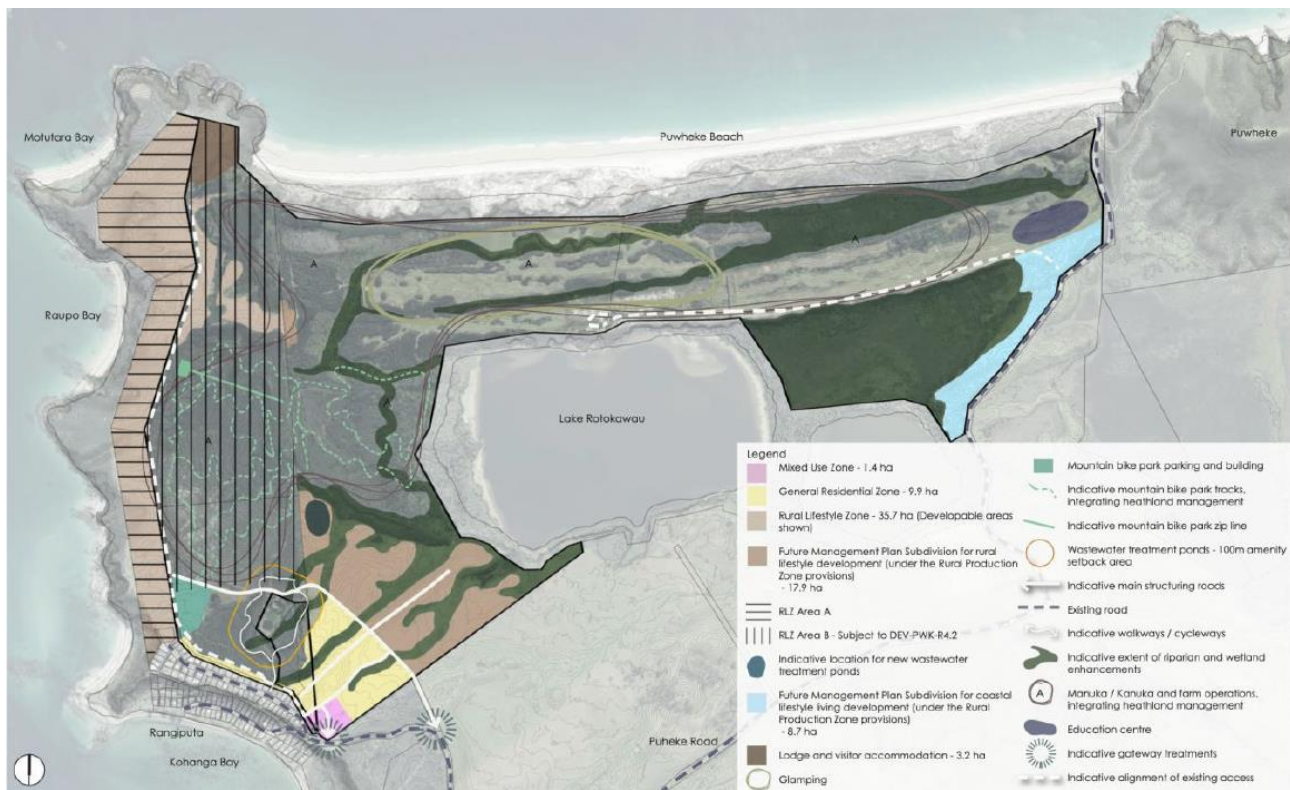 Motutara Bay
Puwheke Beach
Puwheke
A
A
A
Raupo Bay
Lake Rotokawau
A
A
Rangiputa
Kohanga Bay
Puheke Road
Legend
Mixed Use Zone - 1.4 ha
General Residential Zone - 9.9 ha
Rural Lifestyle Zone - 35.7 ha (Developable areas
shown)
Future Management Plan Subdivision for rural
lifestyle development (under the Rural Production
Zone provisions)
- 17.9 ha
RLZ Area A
RLZ Area B - Subject to DEV-PWK-R4.2
Indicative location for new wastewater
treatment ponds
Future Management Plan Subdivision for coastal
lifestyle living development (under the Rural
Production Zone provisions)
- 8.7 ha
Lodge and visitor accommodation - 3.2 ha
Glamping
Mountain bike park parking and building
Indicative mountain bike park tracks,
integrating heathland management
Indicative mountain bike park zip line
Wastewater treatment ponds - 100m amenity
setback area
Indicative main structuring roads
Existing road
Indicative walkways / cycleways
Indicative extent of riparian and wetland
enhancements
A
Manuka / Kanuka and farm operations,
integrating heathland management
Education centre
Indicative gateway treatments
Indicative alignment of existing access